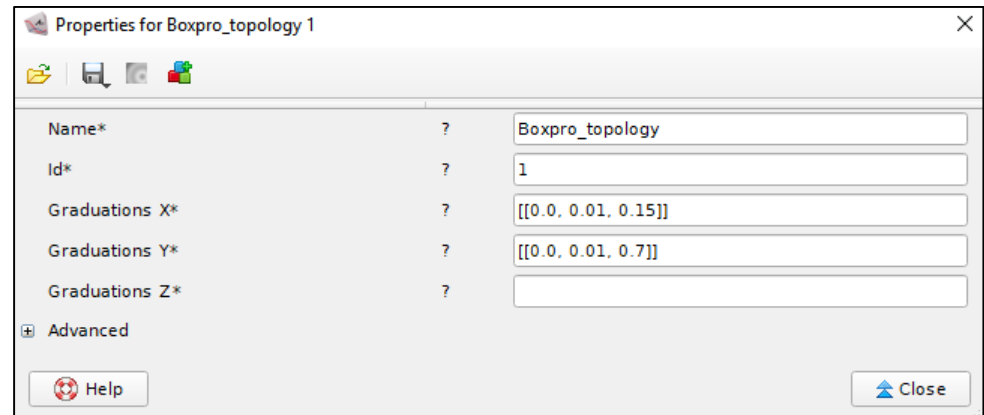 Properties for Boxpro_topology 1
Name* ? Boxpro_topology
Id* ? 1
Graduations X* ? [[0.0, 0.01, 0.15]]
Graduations Y* ? [[0.0, 0.01, 0.7]]
Graduations Z* ?
Advanced
Help Close